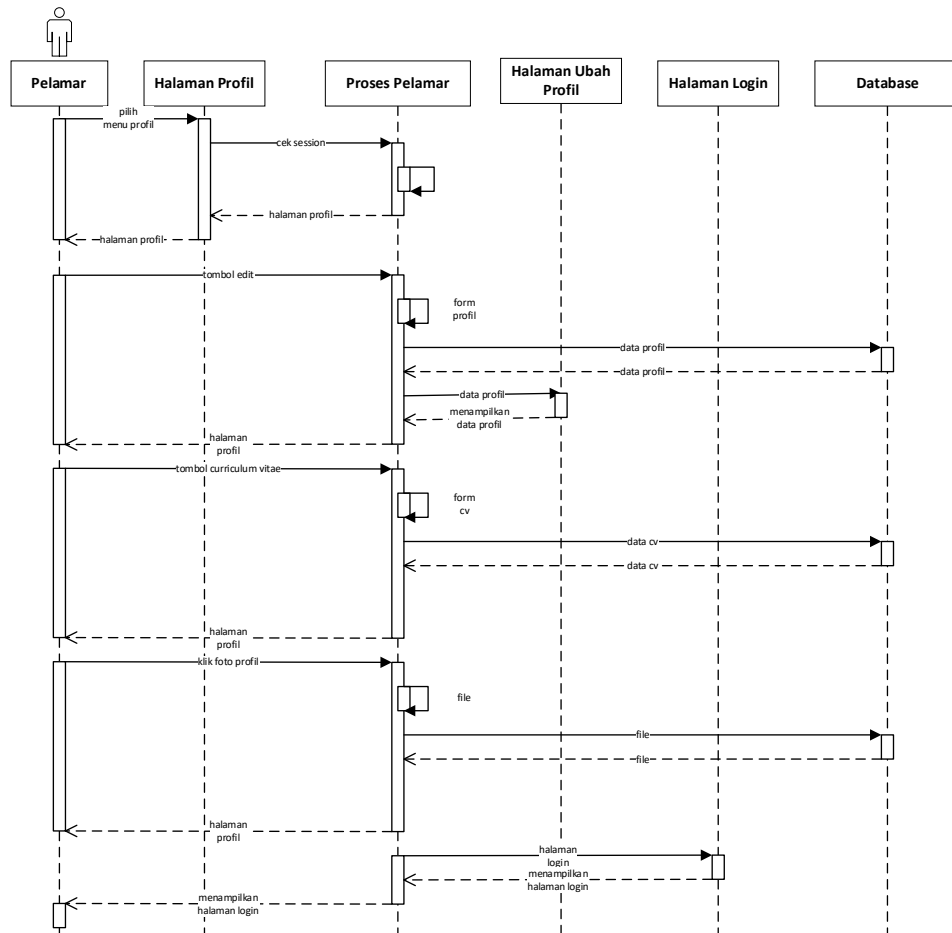 Pelamar
Halaman Profil
Proses Pelamar
Halaman Ubah
Profil
Halaman Login
Database
pilih
menu profil
cek session
halaman profil
halaman profil
tombol edit
form
profil
data profil
data profil
data profil
menampilkan
data profil
halaman
profil
tombol curriculum vitae
form
cv
data cv
data cv
halaman
profil
klik foto profil
file
file
file
halaman
profil
halaman
login
menampilkan
halaman login
menampilkan
halaman login